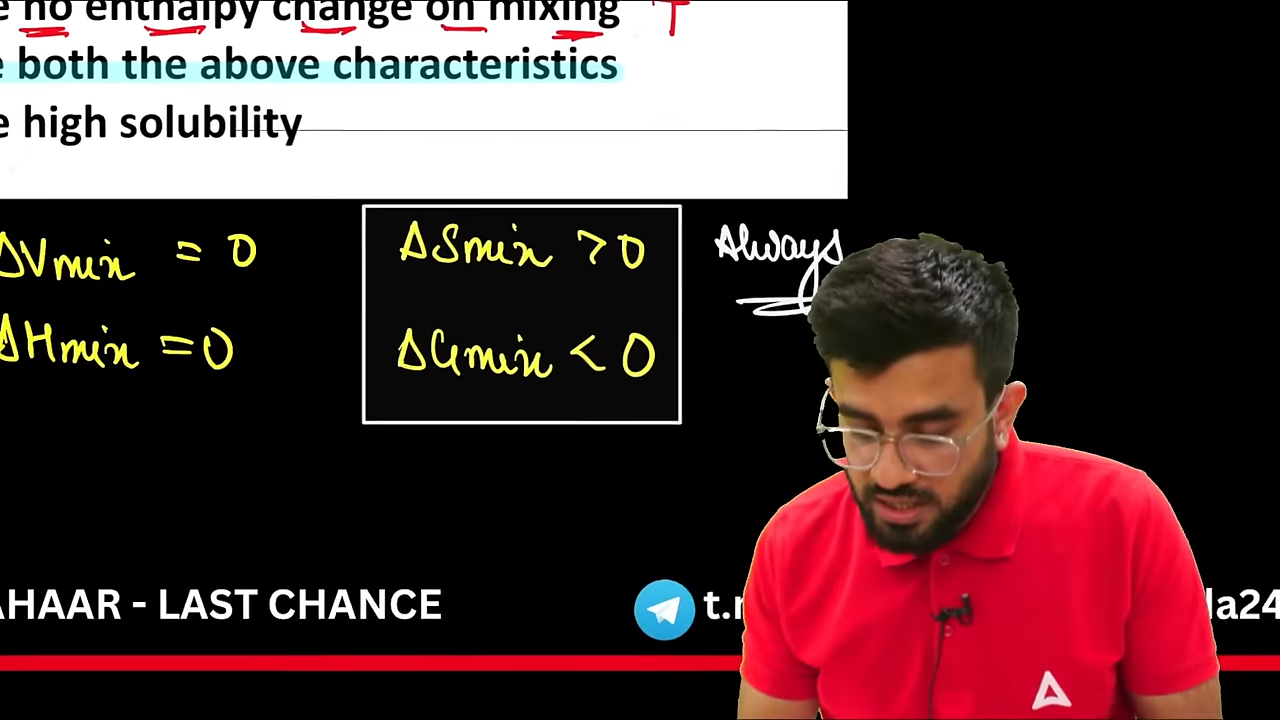 e no enthalpy change on mixing T
e both the above characteristics
e high solubility
ΔVmix = 0 ΔSmix > 0 Always
ΔHmix = 0 ΔGmix < 0
AHAAR - LAST CHANCE t. da24